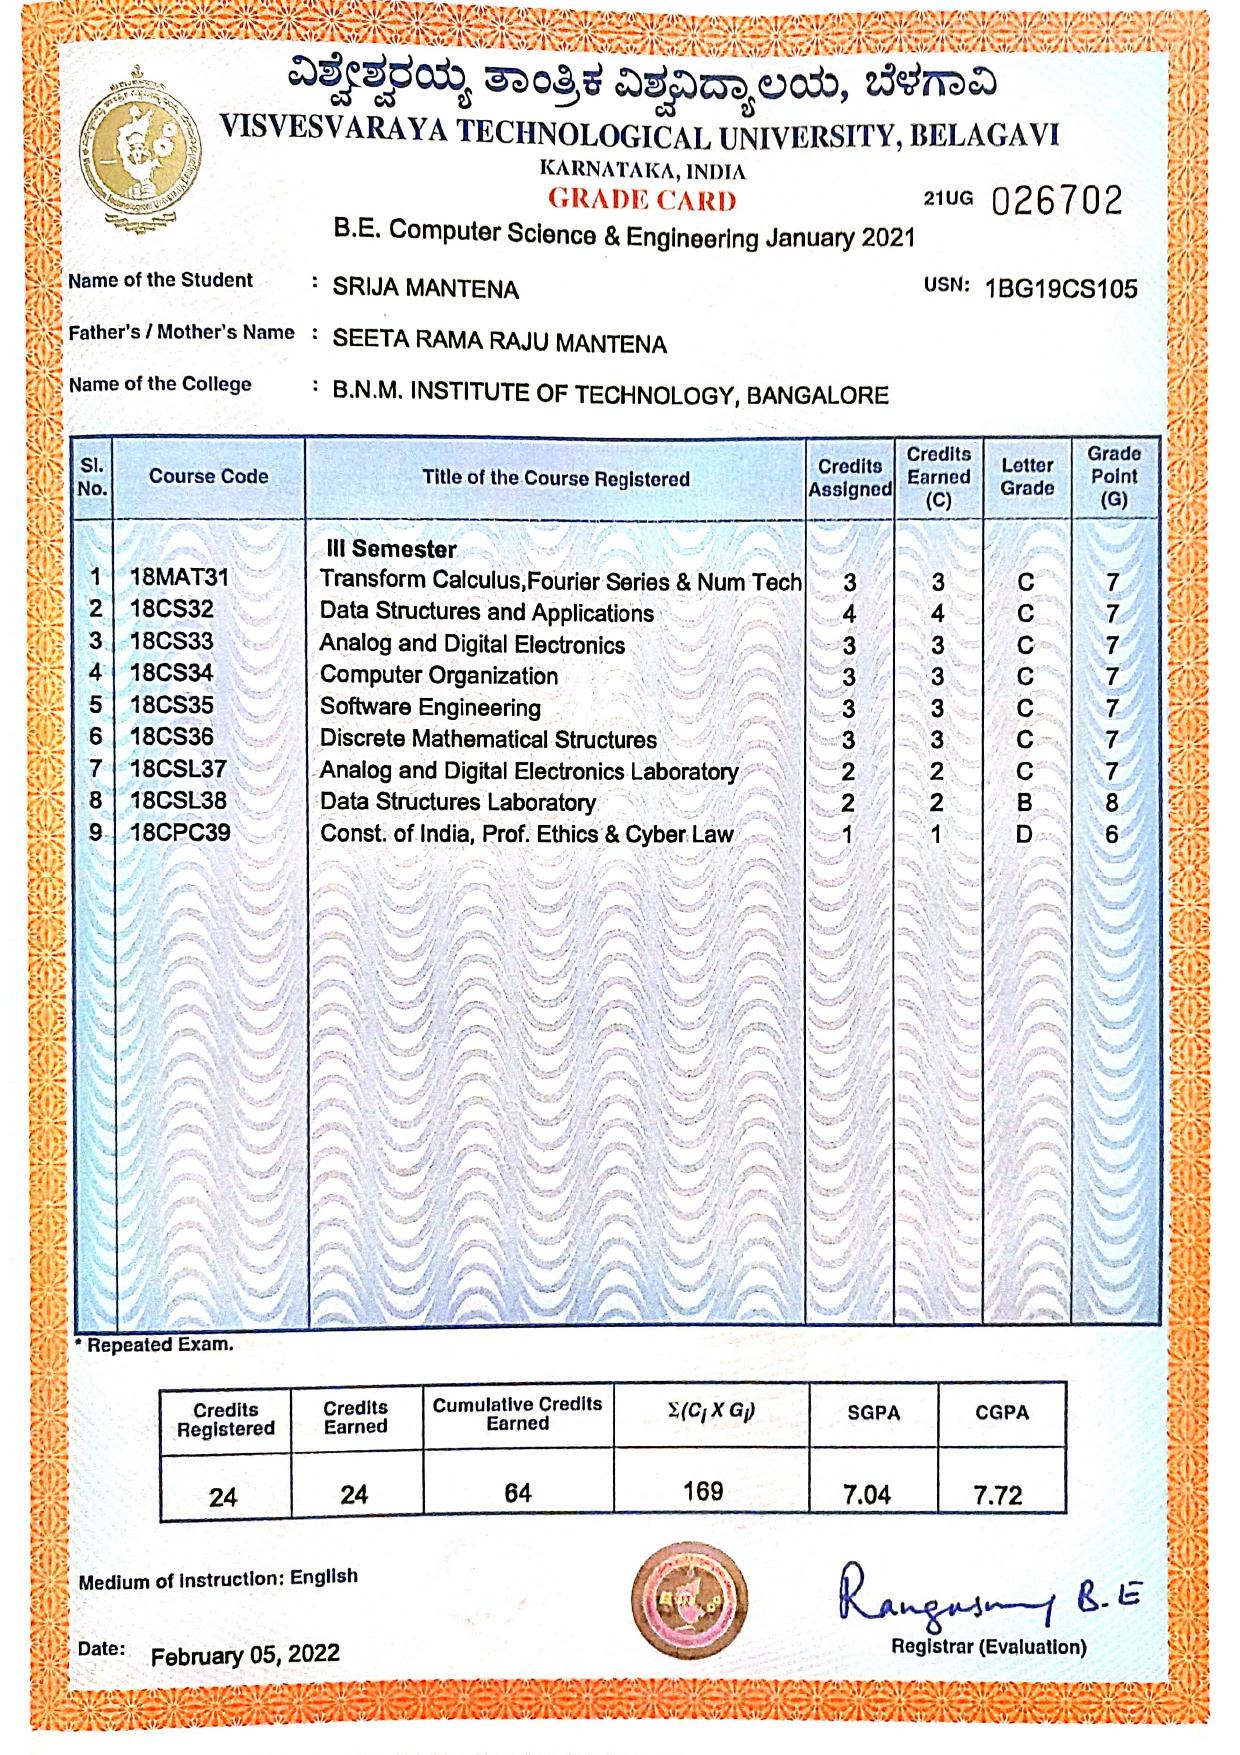 ವಿಶ್ವೇಶ್ವರಯ್ಯ ತಾಂತ್ರಿಕ ವಿಶ್ವವಿದ್ಯಾಲಯ, ಬೆಳಗಾವಿ
VISVESVARAYA TECHNOLOGICAL UNIVERSITY, BELAGAVI
KARNATAKA, INDIA
GRADE CARD
21UG 026702
B.E. Computer Science & Engineering January 2021
Name of the Student : SRIJA MANTENA USN: 1BG19CS105
Father's / Mother's Name : SEETA RAMA RAJU MANTENA
Name of the College : B.N.M. INSTITUTE OF TECHNOLOGY, BANGALORE
Sl. No. Course Code Title of the Course Registered Credits Assigned Credits Earned (C) Letter Grade Grade Point (G)
III Semester
1 18MAT31 Transform Calculus,Fourier Series & Num Tech 3 3 C 7
2 18CS32 Data Structures and Applications 4 4 C 7
3 18CS33 Analog and Digital Electronics 3 3 C 7
4 18CS34 Computer Organization 3 3 C 7
5 18CS35 Software Engineering 3 3 C 7
6 18CS36 Discrete Mathematical Structures 3 3 C 7
7 18CSL37 Analog and Digital Electronics Laboratory 2 2 C 7
8 18CSL38 Data Structures Laboratory 2 2 B 8
9 18CPC39 Const. of India, Prof. Ethics & Cyber Law 1 1 D 6
* Repeated Exam.
Credits Registered Credits Earned Cumulative Credits Earned Σ(Ci X Gi) SGPA CGPA
24 24 64 169 7.04 7.72
Medium of Instruction: English
B.E
Registrar (Evaluation)
Date: February 05, 2022